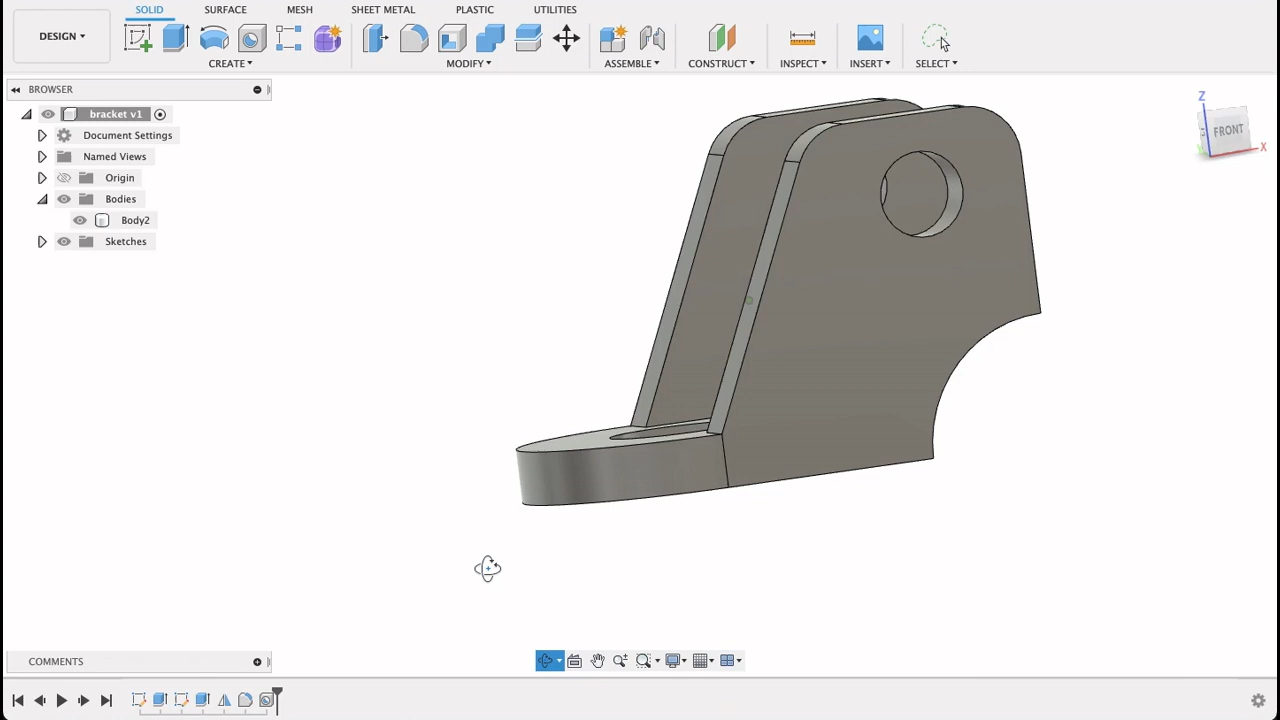 SOLID SURFACE MESH SHEET METAL PLASTIC UTILITIES
DESIGN
CREATE MODIFY ASSEMBLE CONSTRUCT INSPECT INSERT SELECT
BROWSER
bracket v1
Document Settings
Named Views
Origin
Bodies
Body2
Sketches
Z
FRONT
X
COMMENTS